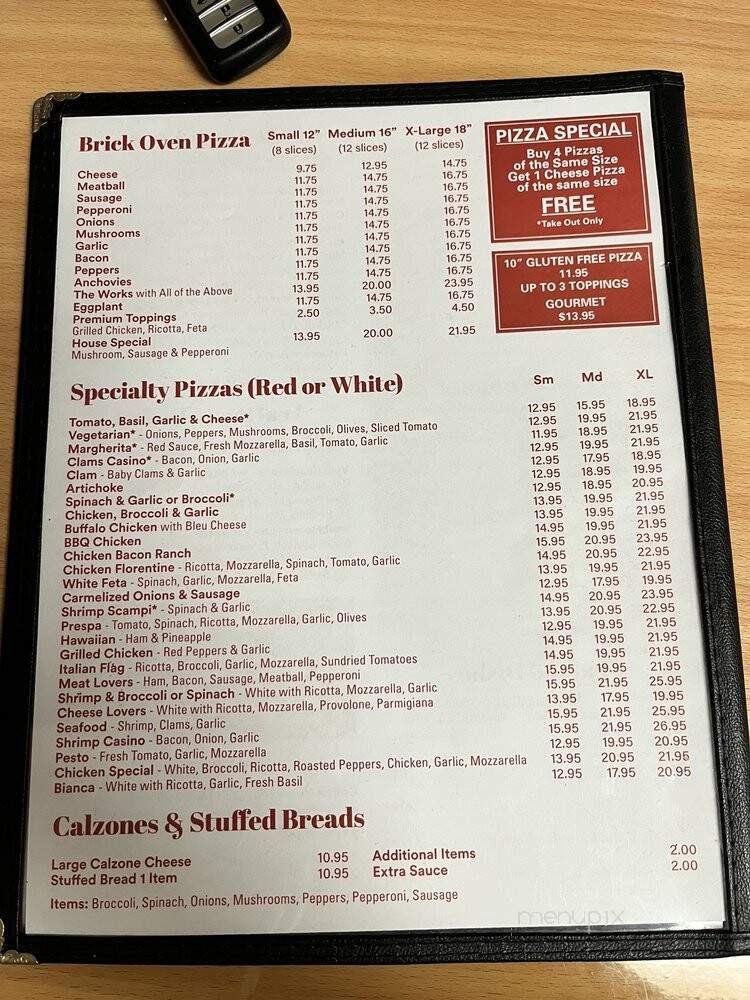 Brick Oven Pizza Small 12" Medium 16" X-Large 18"
(8 slices) (12 slices) (12 slices)
Cheese 9.75 12.95 14.75
Meatball 11.75 14.75 16.75
Sausage 11.75 14.75 16.75
Pepperoni 11.75 14.75 16.75
Onions 11.75 14.75 16.75
Mushrooms 11.75 14.75 16.75
Garlic 11.75 14.75 16.75
Bacon 11.75 14.75 16.75
Peppers 11.75 14.75 16.75
Anchovies 11.75 14.75 16.75
The Works with All of the Above 13.95 20.00 23.95
Eggplant 11.75 14.75 16.75
Premium Toppings 2.50 3.50 4.50
Grilled Chicken, Ricotta, Feta
House Special 13.95 20.00 21.95
Mushroom, Sausage & Pepperoni
PIZZA SPECIAL
Buy 4 Pizzas
of the Same Size
Get 1 Cheese Pizza
of the same size
FREE
*Take Out Only
10" GLUTEN FREE PIZZA
11.95
UP TO 3 TOPPINGS
GOURMET
$13.95
Specialty Pizzas (Red or White) Sm Md XL
Tomato, Basil, Garlic & Cheese* 12.95 15.95 18.95
Vegetarian* - Onions, Peppers, Mushrooms, Broccoli, Olives, Sliced Tomato 12.95 19.95 21.95
Margherita* - Red Sauce, Fresh Mozzarella, Basil, Tomato, Garlic 11.95 18.95 21.95
Clams Casino* - Bacon, Onion, Garlic 12.95 19.95 21.95
Clam - Baby Clams & Garlic 12.95 17.95 18.95
Artichoke 12.95 18.95 19.95
Spinach & Garlic or Broccoli* 12.95 18.95 20.95
Chicken, Broccoli & Garlic 13.95 19.95 21.95
Buffalo Chicken with Bleu Cheese 13.95 19.95 21.95
BBQ Chicken 14.95 19.95 21.95
Chicken Bacon Ranch 15.95 20.95 23.95
Chicken Florentine - Ricotta, Mozzarella, Spinach, Tomato, Garlic 14.95 20.95 22.95
White Feta - Spinach, Garlic, Mozzarella, Feta 13.95 19.95 21.95
Carmelized Onions & Sausage 12.95 17.95 19.95
Shrimp Scampi* - Spinach & Garlic 14.95 20.95 23.95
Prespa - Tomato, Spinach, Ricotta, Mozzarella, Garlic, Olives 13.95 20.95 22.95
Hawaiian - Ham & Pineapple 12.95 19.95 21.95
Grilled Chicken - Red Peppers & Garlic 14.95 19.95 21.95
Italian Flag - Ricotta, Broccoli, Garlic, Mozzarella, Sundried Tomatoes 14.95 19.95 21.95
Meat Lovers - Ham, Bacon, Sausage, Meatball, Pepperoni 15.95 19.95 21.95
Shrimp & Broccoli or Spinach - White with Ricotta, Mozzarella, Garlic 15.95 21.95 25.95
Cheese Lovers - White with Ricotta, Mozzarella, Provolone, Parmigiana 13.95 17.95 19.95
Seafood - Shrimp, Clams, Garlic 15.95 21.95 25.95
Shrimp Casino - Bacon, Onion, Garlic 15.95 21.95 26.95
Pesto - Fresh Tomato, Garlic, Mozzarella 12.95 19.95 20.95
Chicken Special - White, Broccoli, Ricotta, Roasted Peppers, Chicken, Garlic, Mozzarella 13.95 20.95 21.95
Bianca - White with Ricotta, Garlic, Fresh Basil 12.95 17.95 20.95
Calzones & Stuffed Breads
Large Calzone Cheese 10.95 Additional Items 2.00
Stuffed Bread 1 Item 10.95 Extra Sauce 2.00
Items: Broccoli, Spinach, Onions, Mushrooms, Peppers, Pepperoni, Sausage
menupix